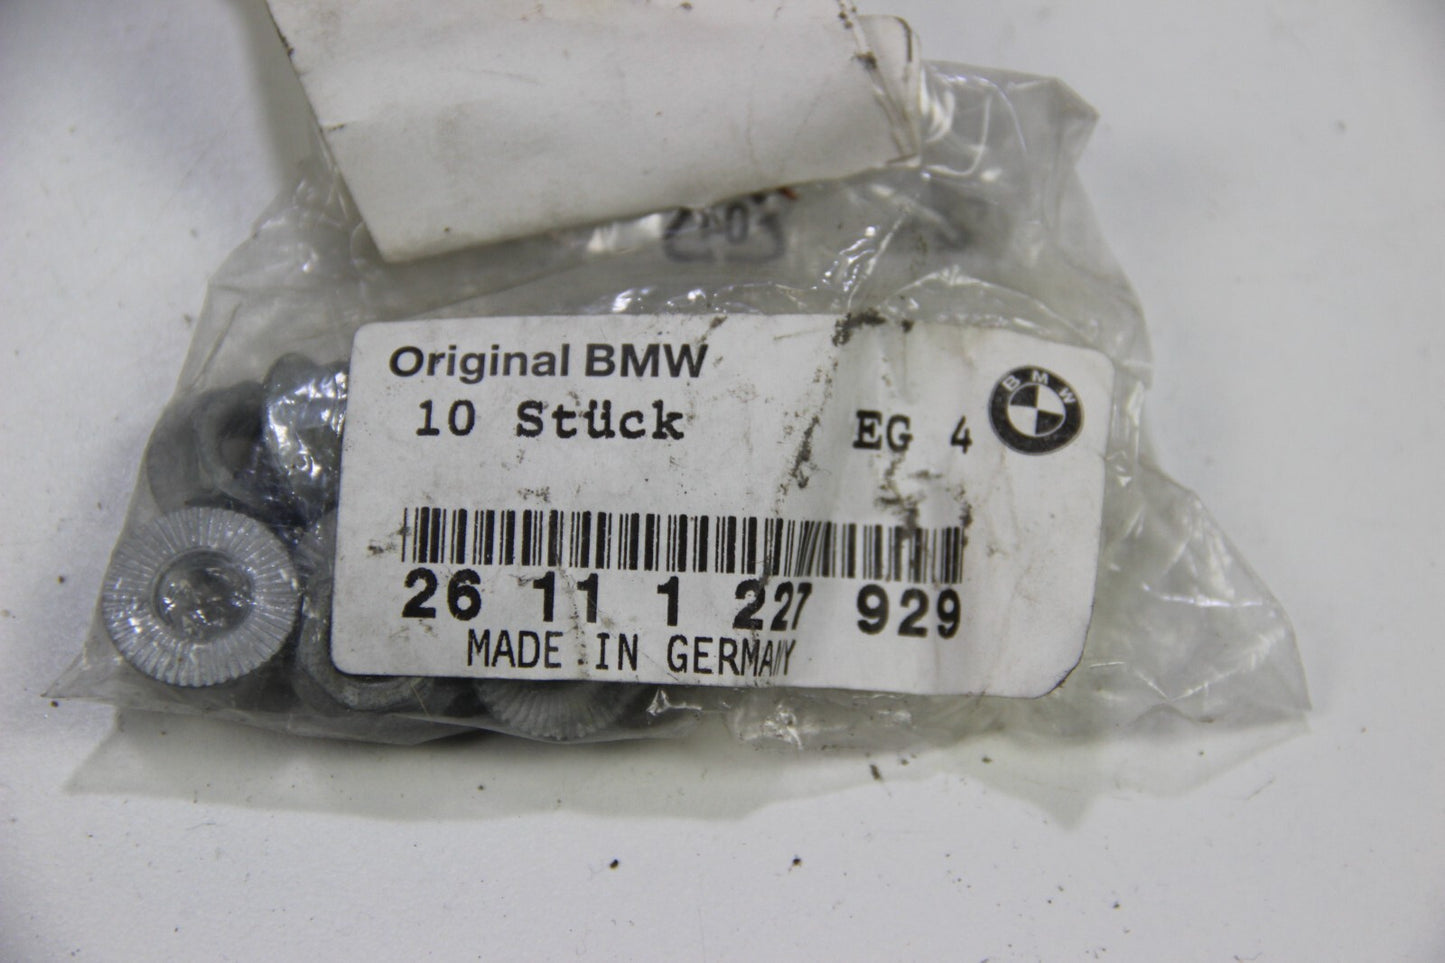 Original BMW
10 Stück EG 4
BMW
26 11 1 227 929
MADE IN GERMANY